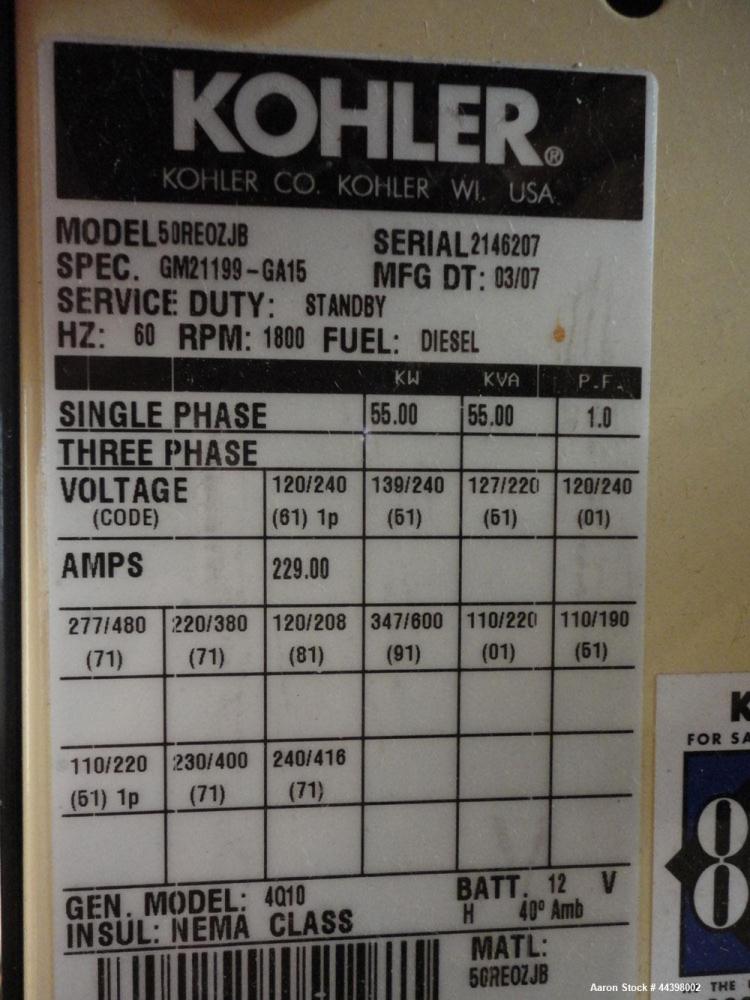 KOHLER®
KOHLER CO. KOHLER WI. USA
MODEL 50REOZJB SERIAL 2146207
SPEC. GM21199-GA15 MFG DT: 03/07
SERVICE DUTY: STANDBY
HZ: 60 RPM: 1800 FUEL: DIESEL
KW KVA P.F.
SINGLE PHASE 55.00 55.00 1.0
THREE PHASE
VOLTAGE 120/240 139/240 127/220 120/240
(CODE) (61) 1p (51) (61) (01)
AMPS 229.00
277/480 220/380 120/208 347/600 110/220 110/190
(71) (71) (81) (91) (01) (51)
110/220 230/400 240/416
(51) 1p (71) (71)
GEN. MODEL: 4Q10 BATT. 12 V
INSUL: NEMA CLASS H 40° Amb
MATL:
50REOZJB
K
FOR SA
THE
Aaron Stock # 44398002